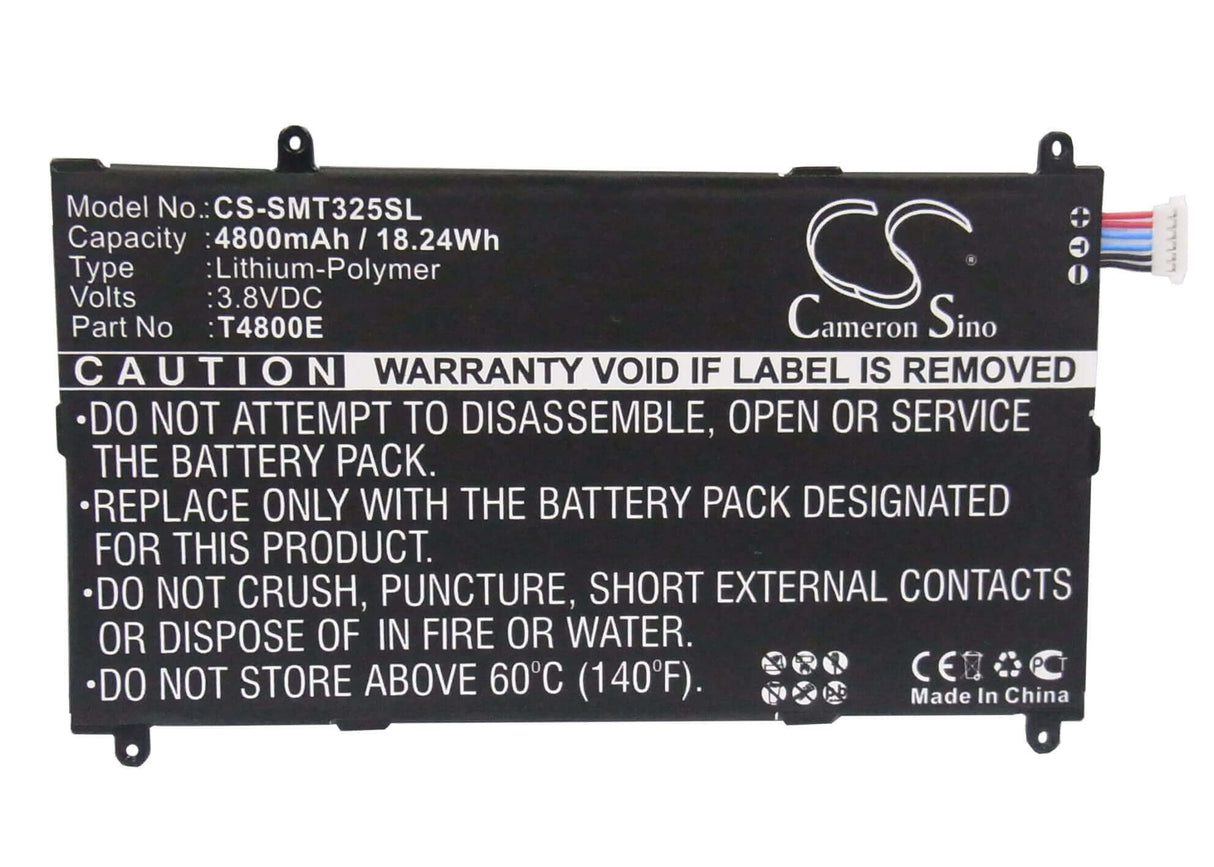 Model No.: CS-SMT325SL
Capacity : 4800mAh / 18.24Wh
Type : Lithium-Polymer
Volts : 3.8VDC
Part No : T4800E
CS ®
Cameron Sino
+
T
-
CAUTION WARRANTY VOID IF LABEL IS REMOVED
•DO NOT ATTEMPT TO DISASSEMBLE, OPEN OR SERVICE
THE BATTERY PACK.
•REPLACE ONLY WITH THE BATTERY PACK DESIGNATED
FOR THIS PRODUCT.
•DO NOT CRUSH, PUNCTURE, SHORT EXTERNAL CONTACTS
OR DISPOSE OF IN FIRE OR WATER.
•DO NOT STORE ABOVE 60°C (140°F).
CE PCT
Made In China